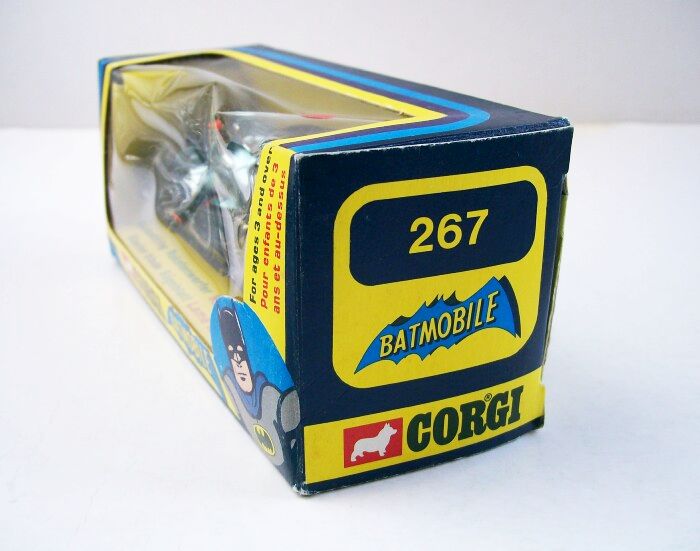 267
BATMOBILE
CORGI®
For ages 3 and over
Pour enfants de 3
ans et au-dessus